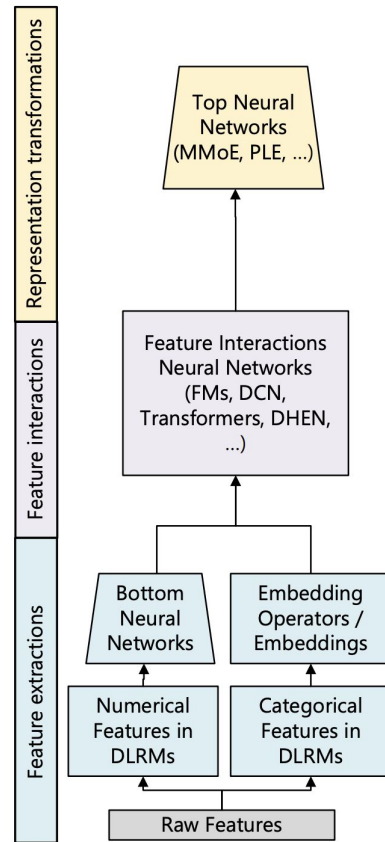 Representation transformations
Top Neural
Networks
(MMoE, PLE, ...)
Feature interactions
Feature Interactions
Neural Networks
(FMs, DCN,
Transformers, DHEN,
...)
Feature extractions
Bottom
Neural
Networks
Embedding
Operators /
Embeddings
Numerical
Features in
DLRMs
Categorical
Features in
DLRMs
Raw Features